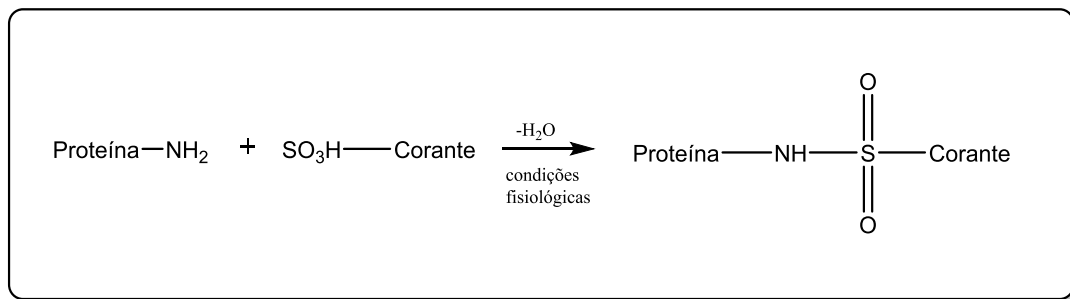 O
-H₂O
Proteína—NH₂ + SO₃H—Corante Proteína—NH—S—Corante
condições
fisiológicas
O